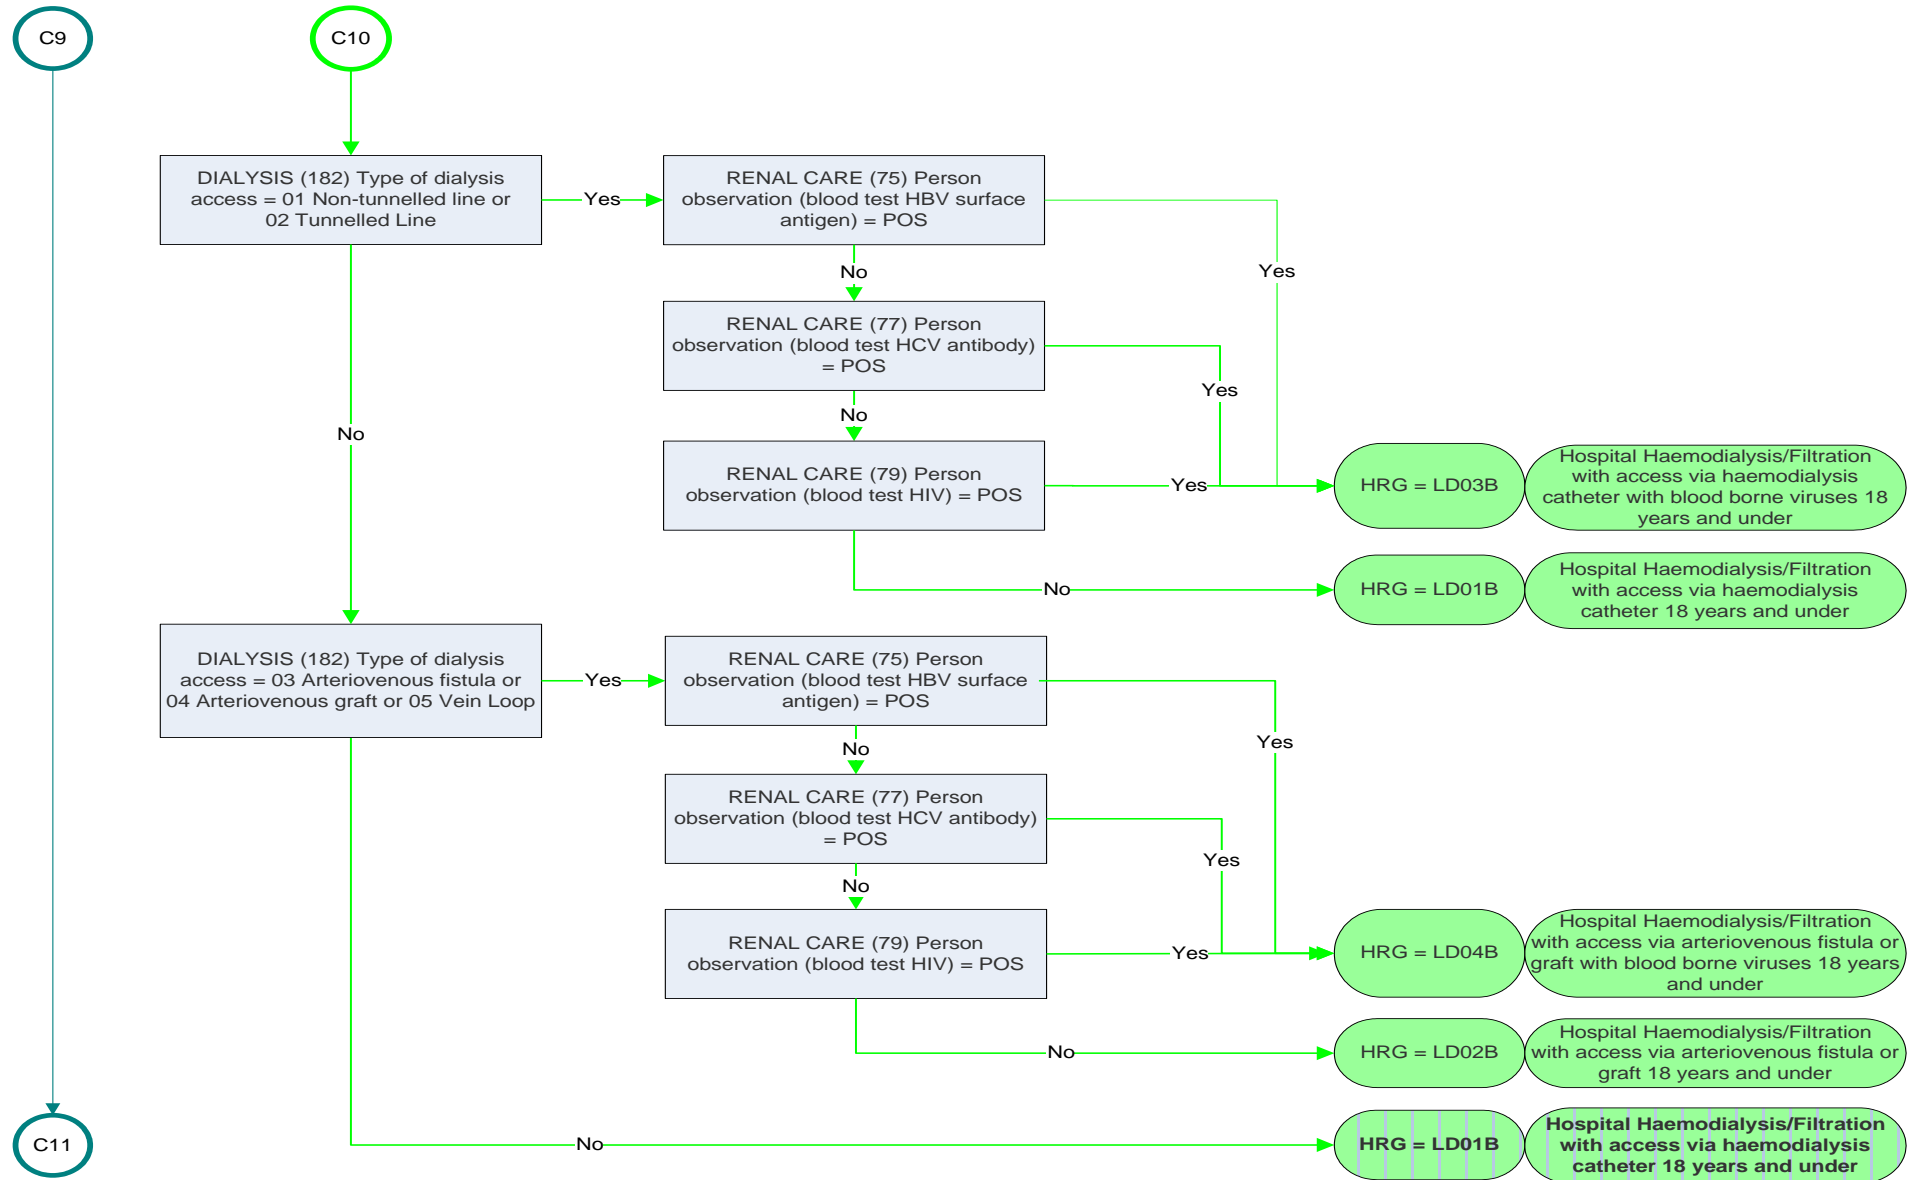 C9
C10
DIALYSIS (182) Type of dialysis
access = 01 Non-tunnelled line or
02 Tunnelled Line
Yes
RENAL CARE (75) Person
observation (blood test HBV surface
antigen) = POS
No
Yes
RENAL CARE (77) Person
observation (blood test HCV antibody)
= POS
Yes
No
No
RENAL CARE (79) Person
observation (blood test HIV) = POS
Yes
HRG = LD03B
Hospital Haemodialysis/Filtration
with access via haemodialysis
catheter with blood borne viruses 18
years and under
No
HRG = LD01B
Hospital Haemodialysis/Filtration
with access via haemodialysis
catheter 18 years and under
DIALYSIS (182) Type of dialysis
access = 03 Arteriovenous fistula or
04 Arteriovenous graft or 05 Vein Loop
Yes
RENAL CARE (75) Person
observation (blood test HBV surface
antigen) = POS
No
Yes
RENAL CARE (77) Person
observation (blood test HCV antibody)
= POS
Yes
No
RENAL CARE (79) Person
observation (blood test HIV) = POS
Yes
HRG = LD04B
Hospital Haemodialysis/Filtration
with access via arteriovenous fistula or
graft with blood borne viruses 18 years
and under
No
HRG = LD02B
Hospital Haemodialysis/Filtration
with access via arteriovenous fistula or
graft 18 years and under
C11
No
HRG = LD01B
Hospital Haemodialysis/Filtration
with access via haemodialysis
catheter 18 years and under